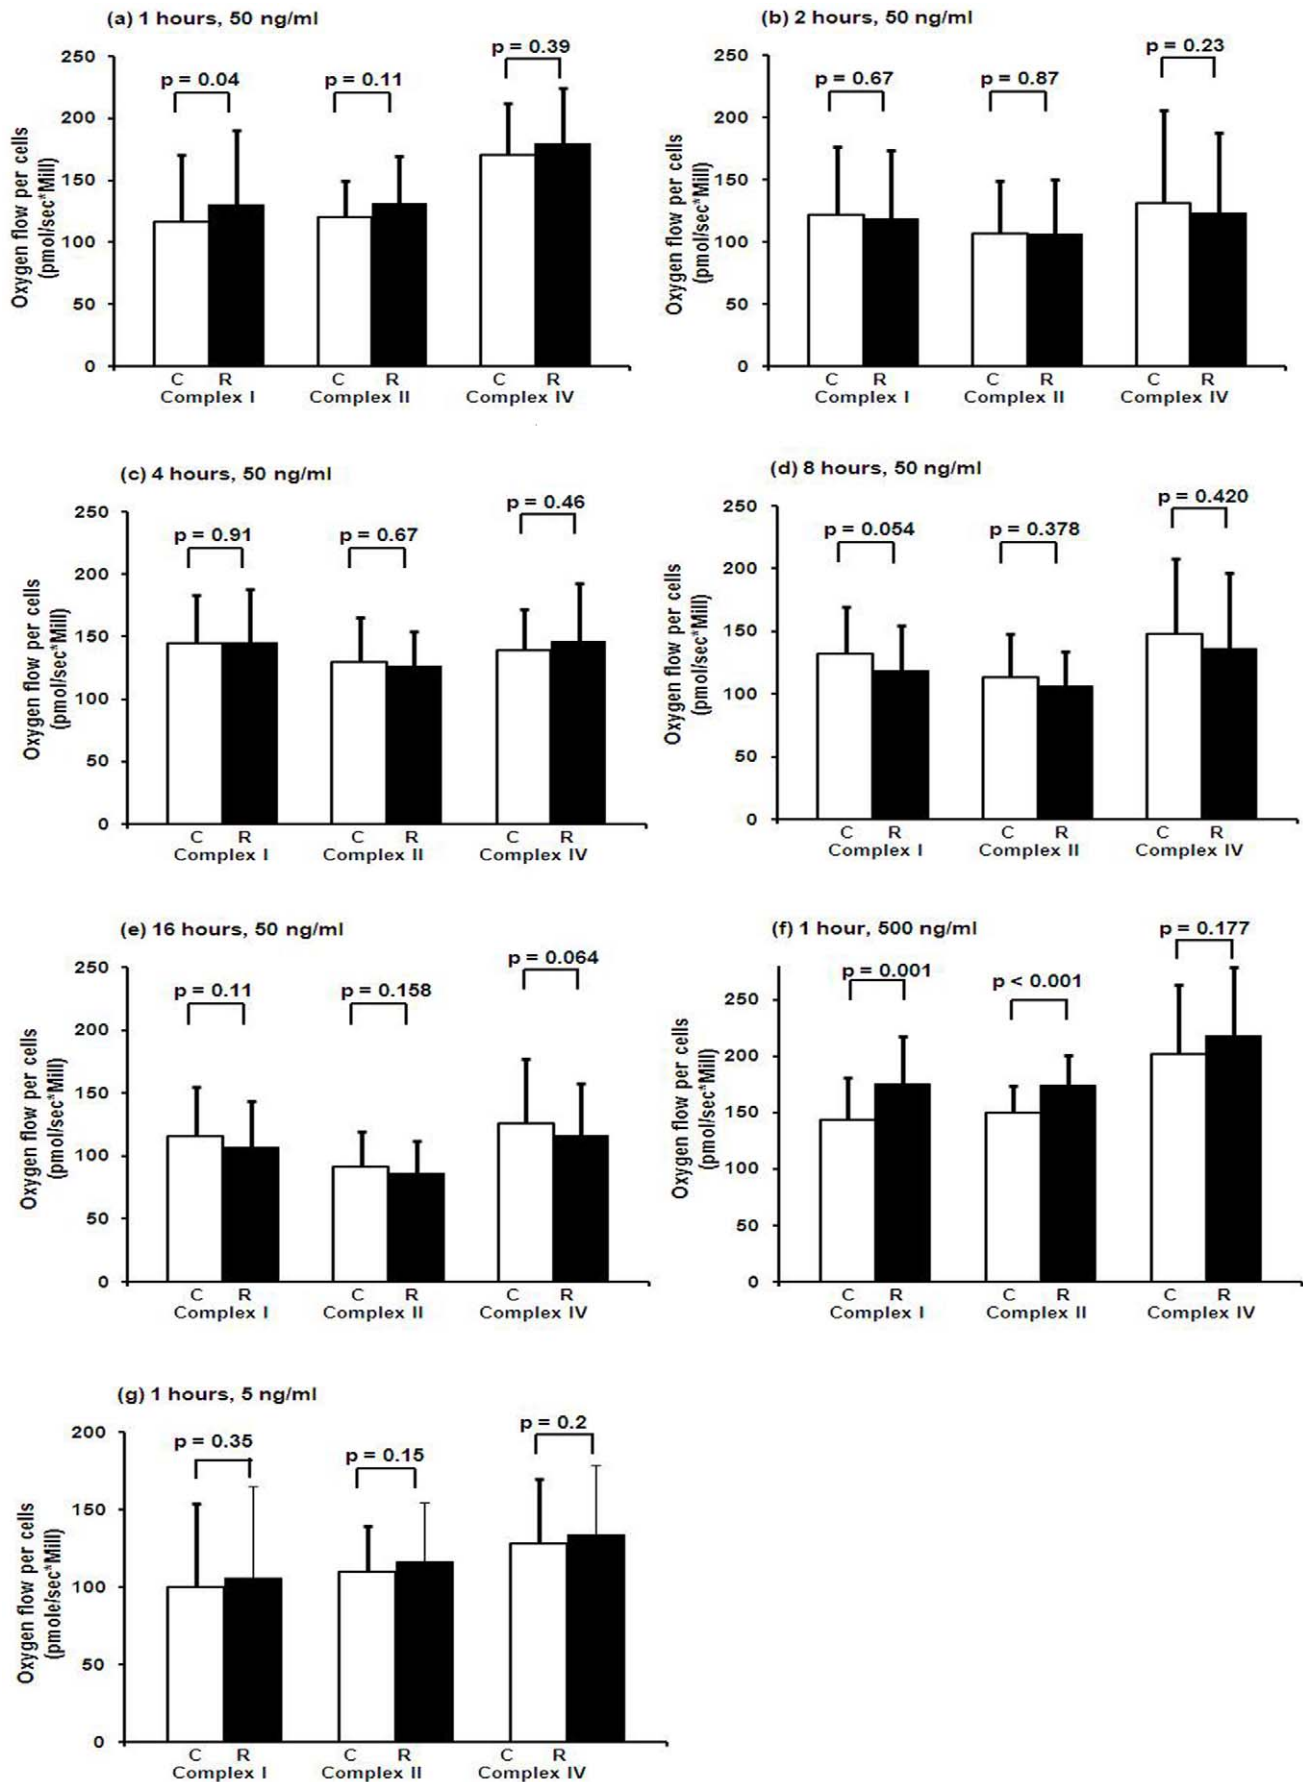 (a) 1 hours, 50 ng/ml
p = 0.04
p = 0.11
p = 0.39
Oxygen flow per cells
(pmol/sec*Mill)
250
200
150
100
50
0
C R C R C R
Complex I Complex II Complex IV
(b) 2 hours, 50 ng/ml
p = 0.67
p = 0.87
p = 0.23
Oxygen flow per cells
(pmol/sec*Mill)
250
200
150
100
50
0
C R C R C R
Complex I Complex II Complex IV
(c) 4 hours, 50 ng/ml
p = 0.91
p = 0.67
p = 0.46
Oxygen flow per cells
(pmol/sec*Mill)
250
200
150
100
50
0
C R C R C R
Complex I Complex II Complex IV
(d) 8 hours, 50 ng/ml
p = 0.054
p = 0.378
p = 0.420
Oxygen flow per cells
(pmol/sec*Mill)
250
200
150
100
50
0
C R C R C R
Complex I Complex II Complex IV
(e) 16 hours, 50 ng/ml
p = 0.11
p = 0.158
p = 0.064
Oxygen flow per cells
(pmol/sec*Mill)
250
200
150
100
50
0
C R C R C R
Complex I Complex II Complex IV
(f) 1 hour, 500 ng/ml
p = 0.001
p < 0.001
p = 0.177
Oxygen flow per cells
(pmol/sec*Mill)
250
200
150
100
50
0
C R C R C R
Complex I Complex II Complex IV
(g) 1 hours, 5 ng/ml
p = 0.35
p = 0.15
p = 0.2
Oxygen flow per cells
(pmole/sec*Mill)
200
150
100
50
0
C R C R C R
Complex I Complex II Complex IV